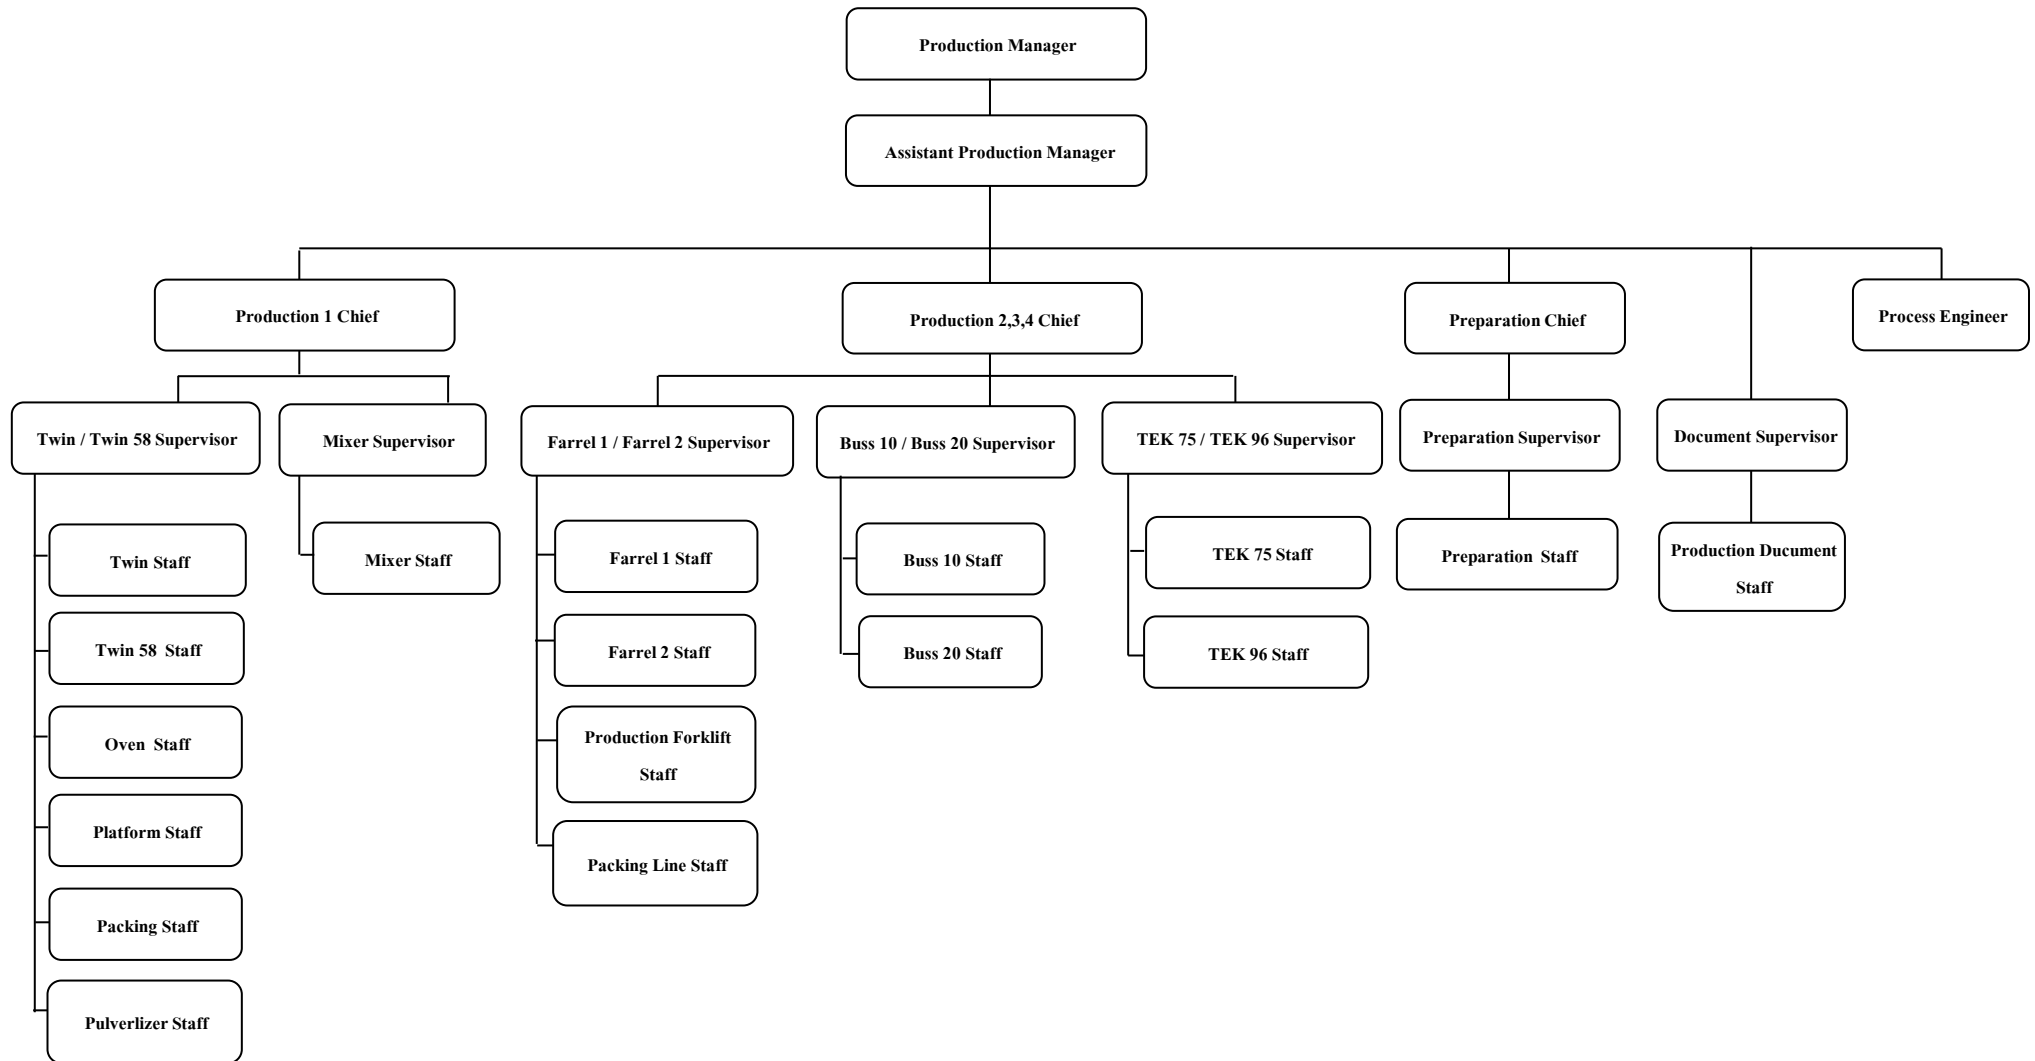 Production Manager
Assistant Production Manager
Production 1 Chief
Production 2,3,4 Chief
Preparation Chief
Process Engineer
Twin / Twin 58 Supervisor
Mixer Supervisor
Farrel 1 / Farrel 2 Supervisor
Buss 10 / Buss 20 Supervisor
TEK 75 / TEK 96 Supervisor
Preparation Supervisor
Document Supervisor
Twin Staff
Mixer Staff
Farrel 1 Staff
Buss 10 Staff
TEK 75 Staff
Preparation Staff
Production Ducument
Staff
Twin 58 Staff
Farrel 2 Staff
Buss 20 Staff
TEK 96 Staff
Oven Staff
Production Forklift
Staff
Platform Staff
Packing Line Staff
Packing Staff
Pulverlizer Staff